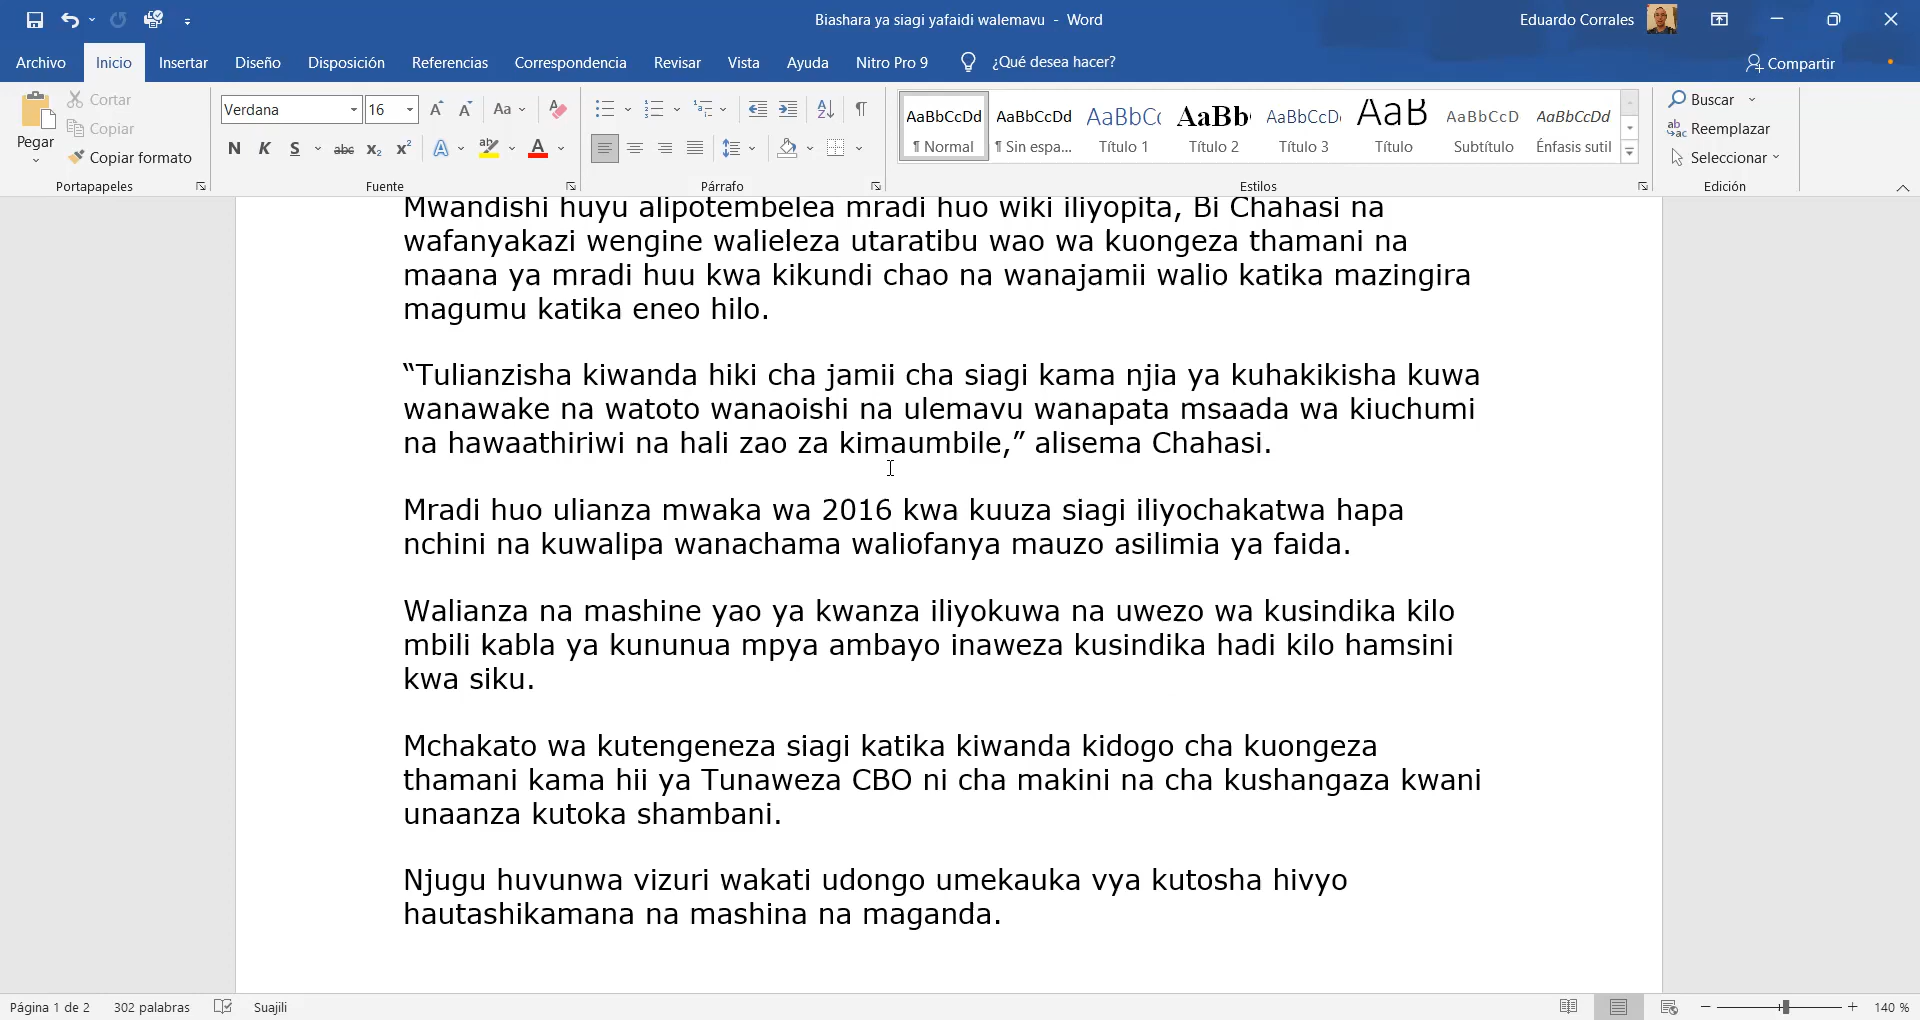 Biashara ya siagi yafaidi walemavu - Word
Eduardo Corrales
Archivo Inicio Insertar Diseño Disposición Referencias Correspondencia Revisar Vista Ayuda Nitro Pro 9 ¿Qué desea hacer? Compartir
Pegar
Cortar
Copiar
Copiar formato
Portapapeles
Verdana 16
Aa
N K S abc x₂ x² A ab A
Fuente
Párrafo
AaBbCcDd AaBbCcDd AaBbCc AaBb AaBbCcD AaB AaBbCcD AaBbCcDd
¶ Normal ¶ Sin espa... Título 1 Título 2 Título 3 Título Subtítulo Énfasis sutil
Estilos
Buscar
Reemplazar
Seleccionar
Edición
Mwandishi huyu alipotembelea mradi huo wiki iliyopita, Bi Chahasi na
wafanyakazi wengine walieleza utaratibu wao wa kuongeza thamani na
maana ya mradi huu kwa kikundi chao na wanajamii walio katika mazingira
magumu katika eneo hilo.
“Tulianzisha kiwanda hiki cha jamii cha siagi kama njia ya kuhakikisha kuwa
wanawake na watoto wanaoishi na ulemavu wanapata msaada wa kiuchumi
na hawaathiriwi na hali zao za kimaumbile,” alisema Chahasi.
Mradi huo ulianza mwaka wa 2016 kwa kuuza siagi iliyochakatwa hapa
nchini na kuwalipa wanachama waliofanya mauzo asilimia ya faida.
Walianza na mashine yao ya kwanza iliyokuwa na uwezo wa kusindika kilo
mbili kabla ya kununua mpya ambayo inaweza kusindika hadi kilo hamsini
kwa siku.
Mchakato wa kutengeneza siagi katika kiwanda kidogo cha kuongeza
thamani kama hii ya Tunaweza CBO ni cha makini na cha kushangaza kwani
unaanza kutoka shambani.
Njugu huvunwa vizuri wakati udongo umekauka vya kutosha hivyo
hautashikamana na mashina na maganda.
Página 1 de 2 302 palabras Suajili 140 %